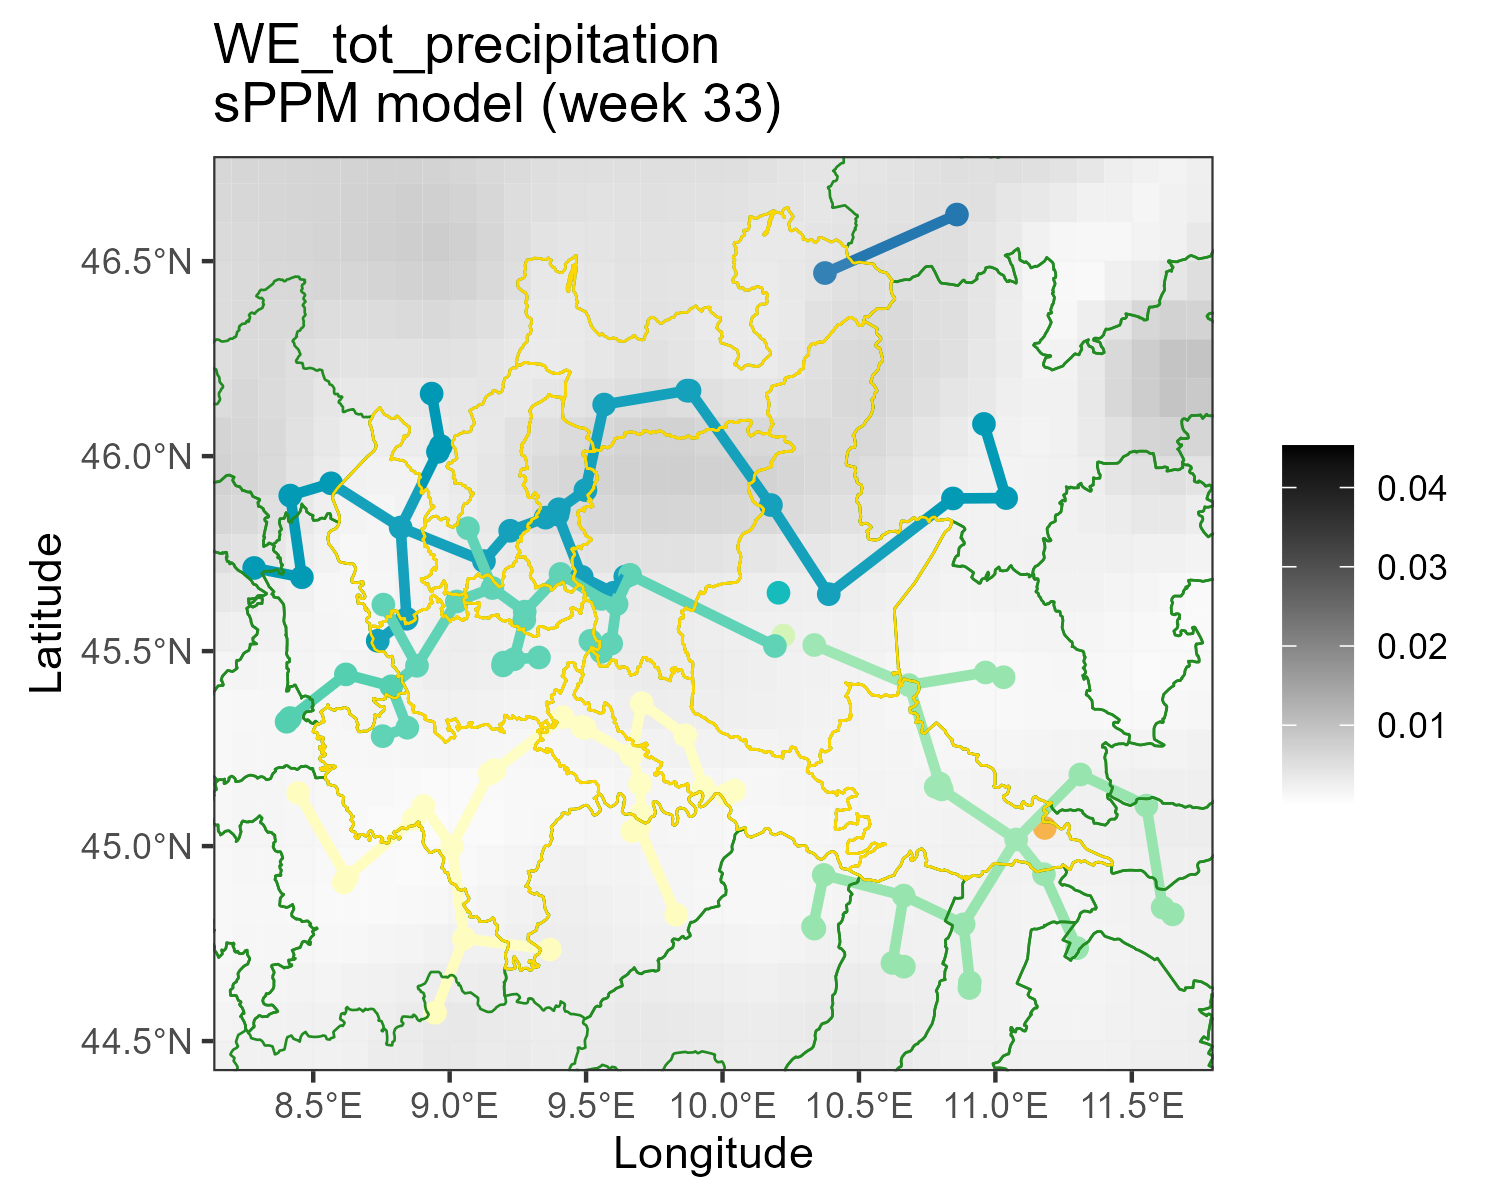 WE_tot_precipitation
sPPM model (week 33)
46.5°N
46.0°N
45.5°N
45.0°N
44.5°N
Latitude
8.5°E 9.0°E 9.5°E 10.0°E 10.5°E 11.0°E 11.5°E
Longitude
0.04
0.03
0.02
0.01